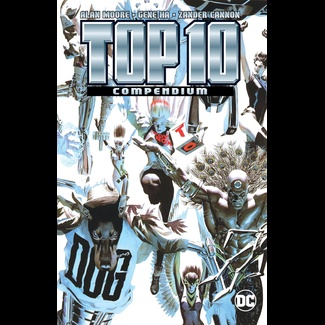 ALAN MOORE · GENE HA · ZANDER CANNON
TOP 10
COMPENDIUM
DOG
DC